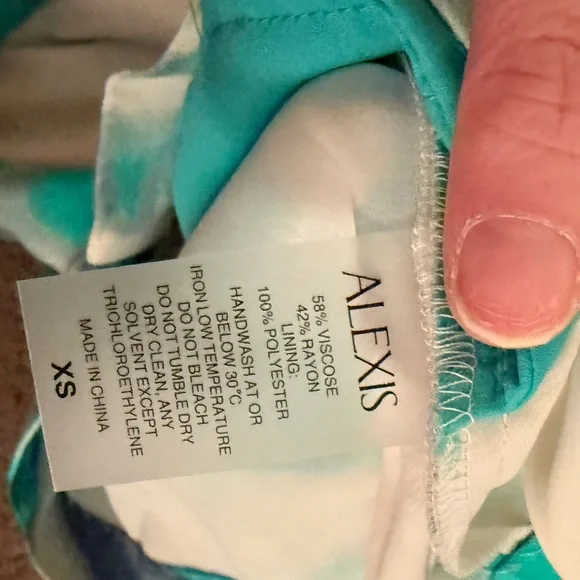 ALEXIS
58% VISCOSE
42% RAYON
LINING:
100% POLYESTER
HANDWASH AT OR
BELOW 30°C
IRON LOW TEMPERATURE
DO NOT BLEACH
DO NOT TUMBLE DRY
DRY CLEAN, ANY
SOLVENT EXCEPT
TRICHLOROETHYLENE
MADE IN CHINA
XS